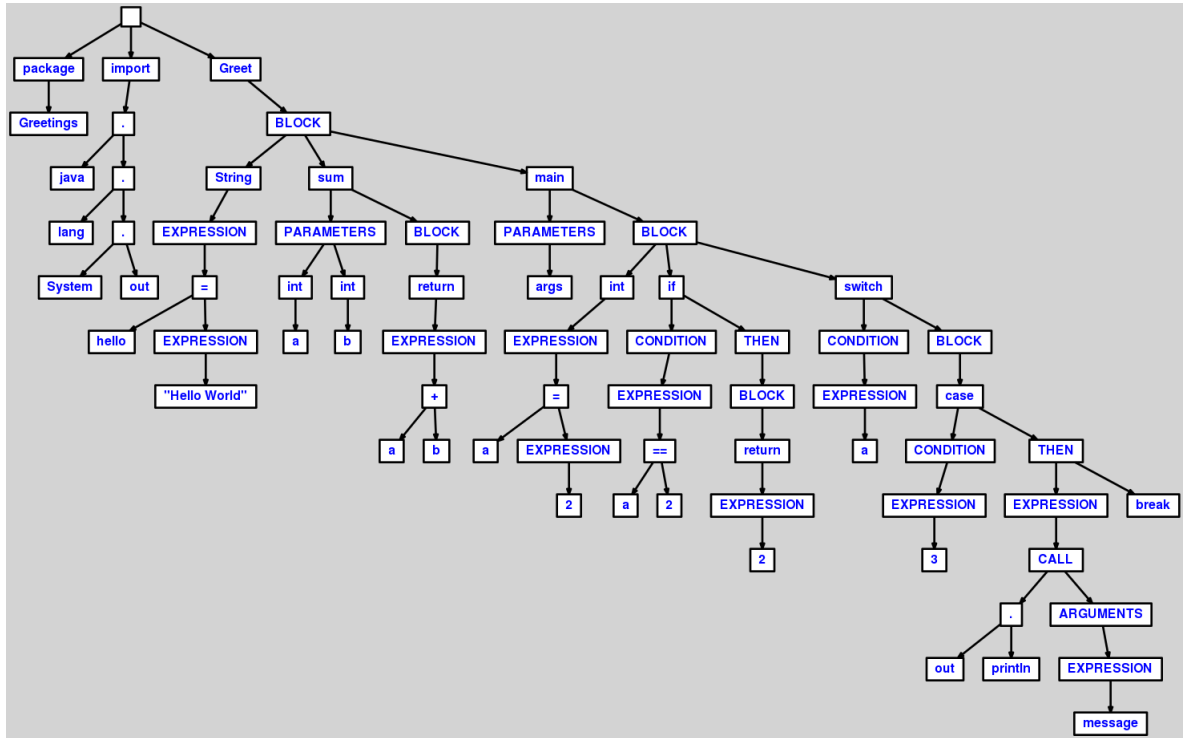 package import Greet
Greetings . BLOCK
java . String sum main
lang . EXPRESSION PARAMETERS BLOCK PARAMETERS BLOCK
System out = int int return args int if switch
hello EXPRESSION a b EXPRESSION EXPRESSION CONDITION THEN CONDITION BLOCK
"Hello World" + = EXPRESSION BLOCK EXPRESSION case
a b a EXPRESSION == return a CONDITION THEN
2 a 2 EXPRESSION EXPRESSION EXPRESSION break
2 3 CALL
. ARGUMENTS
out println EXPRESSION
message